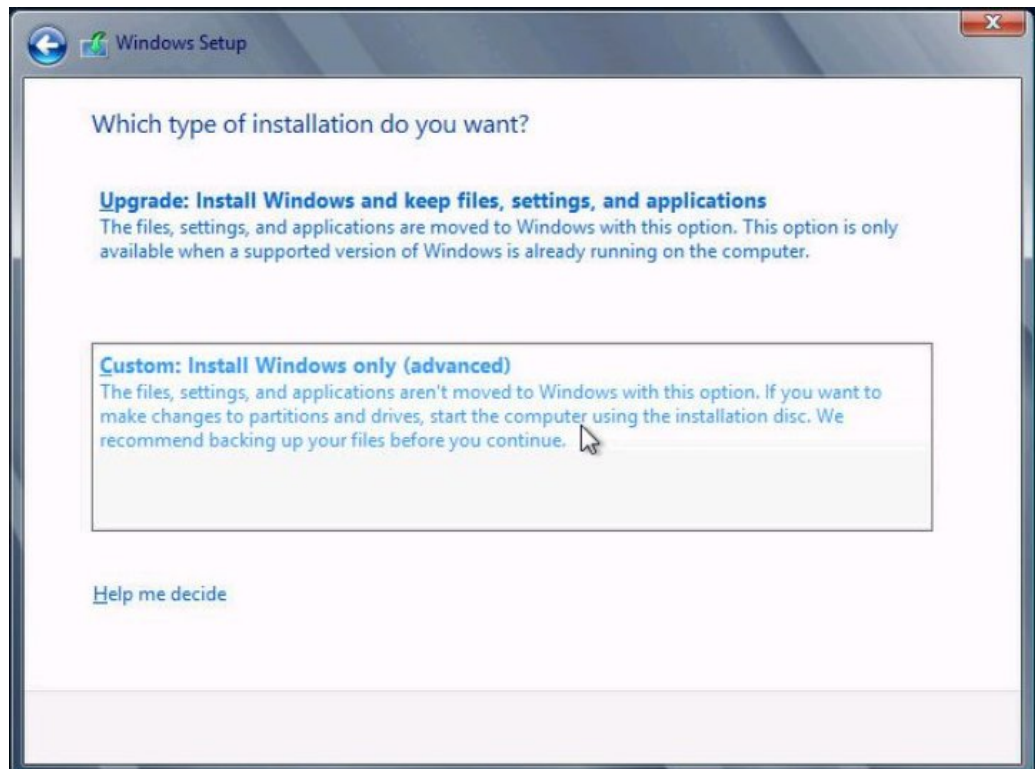 Windows Setup
X
Which type of installation do you want?
Upgrade: Install Windows and keep files, settings, and applications
The files, settings, and applications are moved to Windows with this option. This option is only
available when a supported version of Windows is already running on the computer.
Custom: Install Windows only (advanced)
The files, settings, and applications aren't moved to Windows with this option. If you want to
make changes to partitions and drives, start the computer using the installation disc. We
recommend backing up your files before you continue.
Help me decide